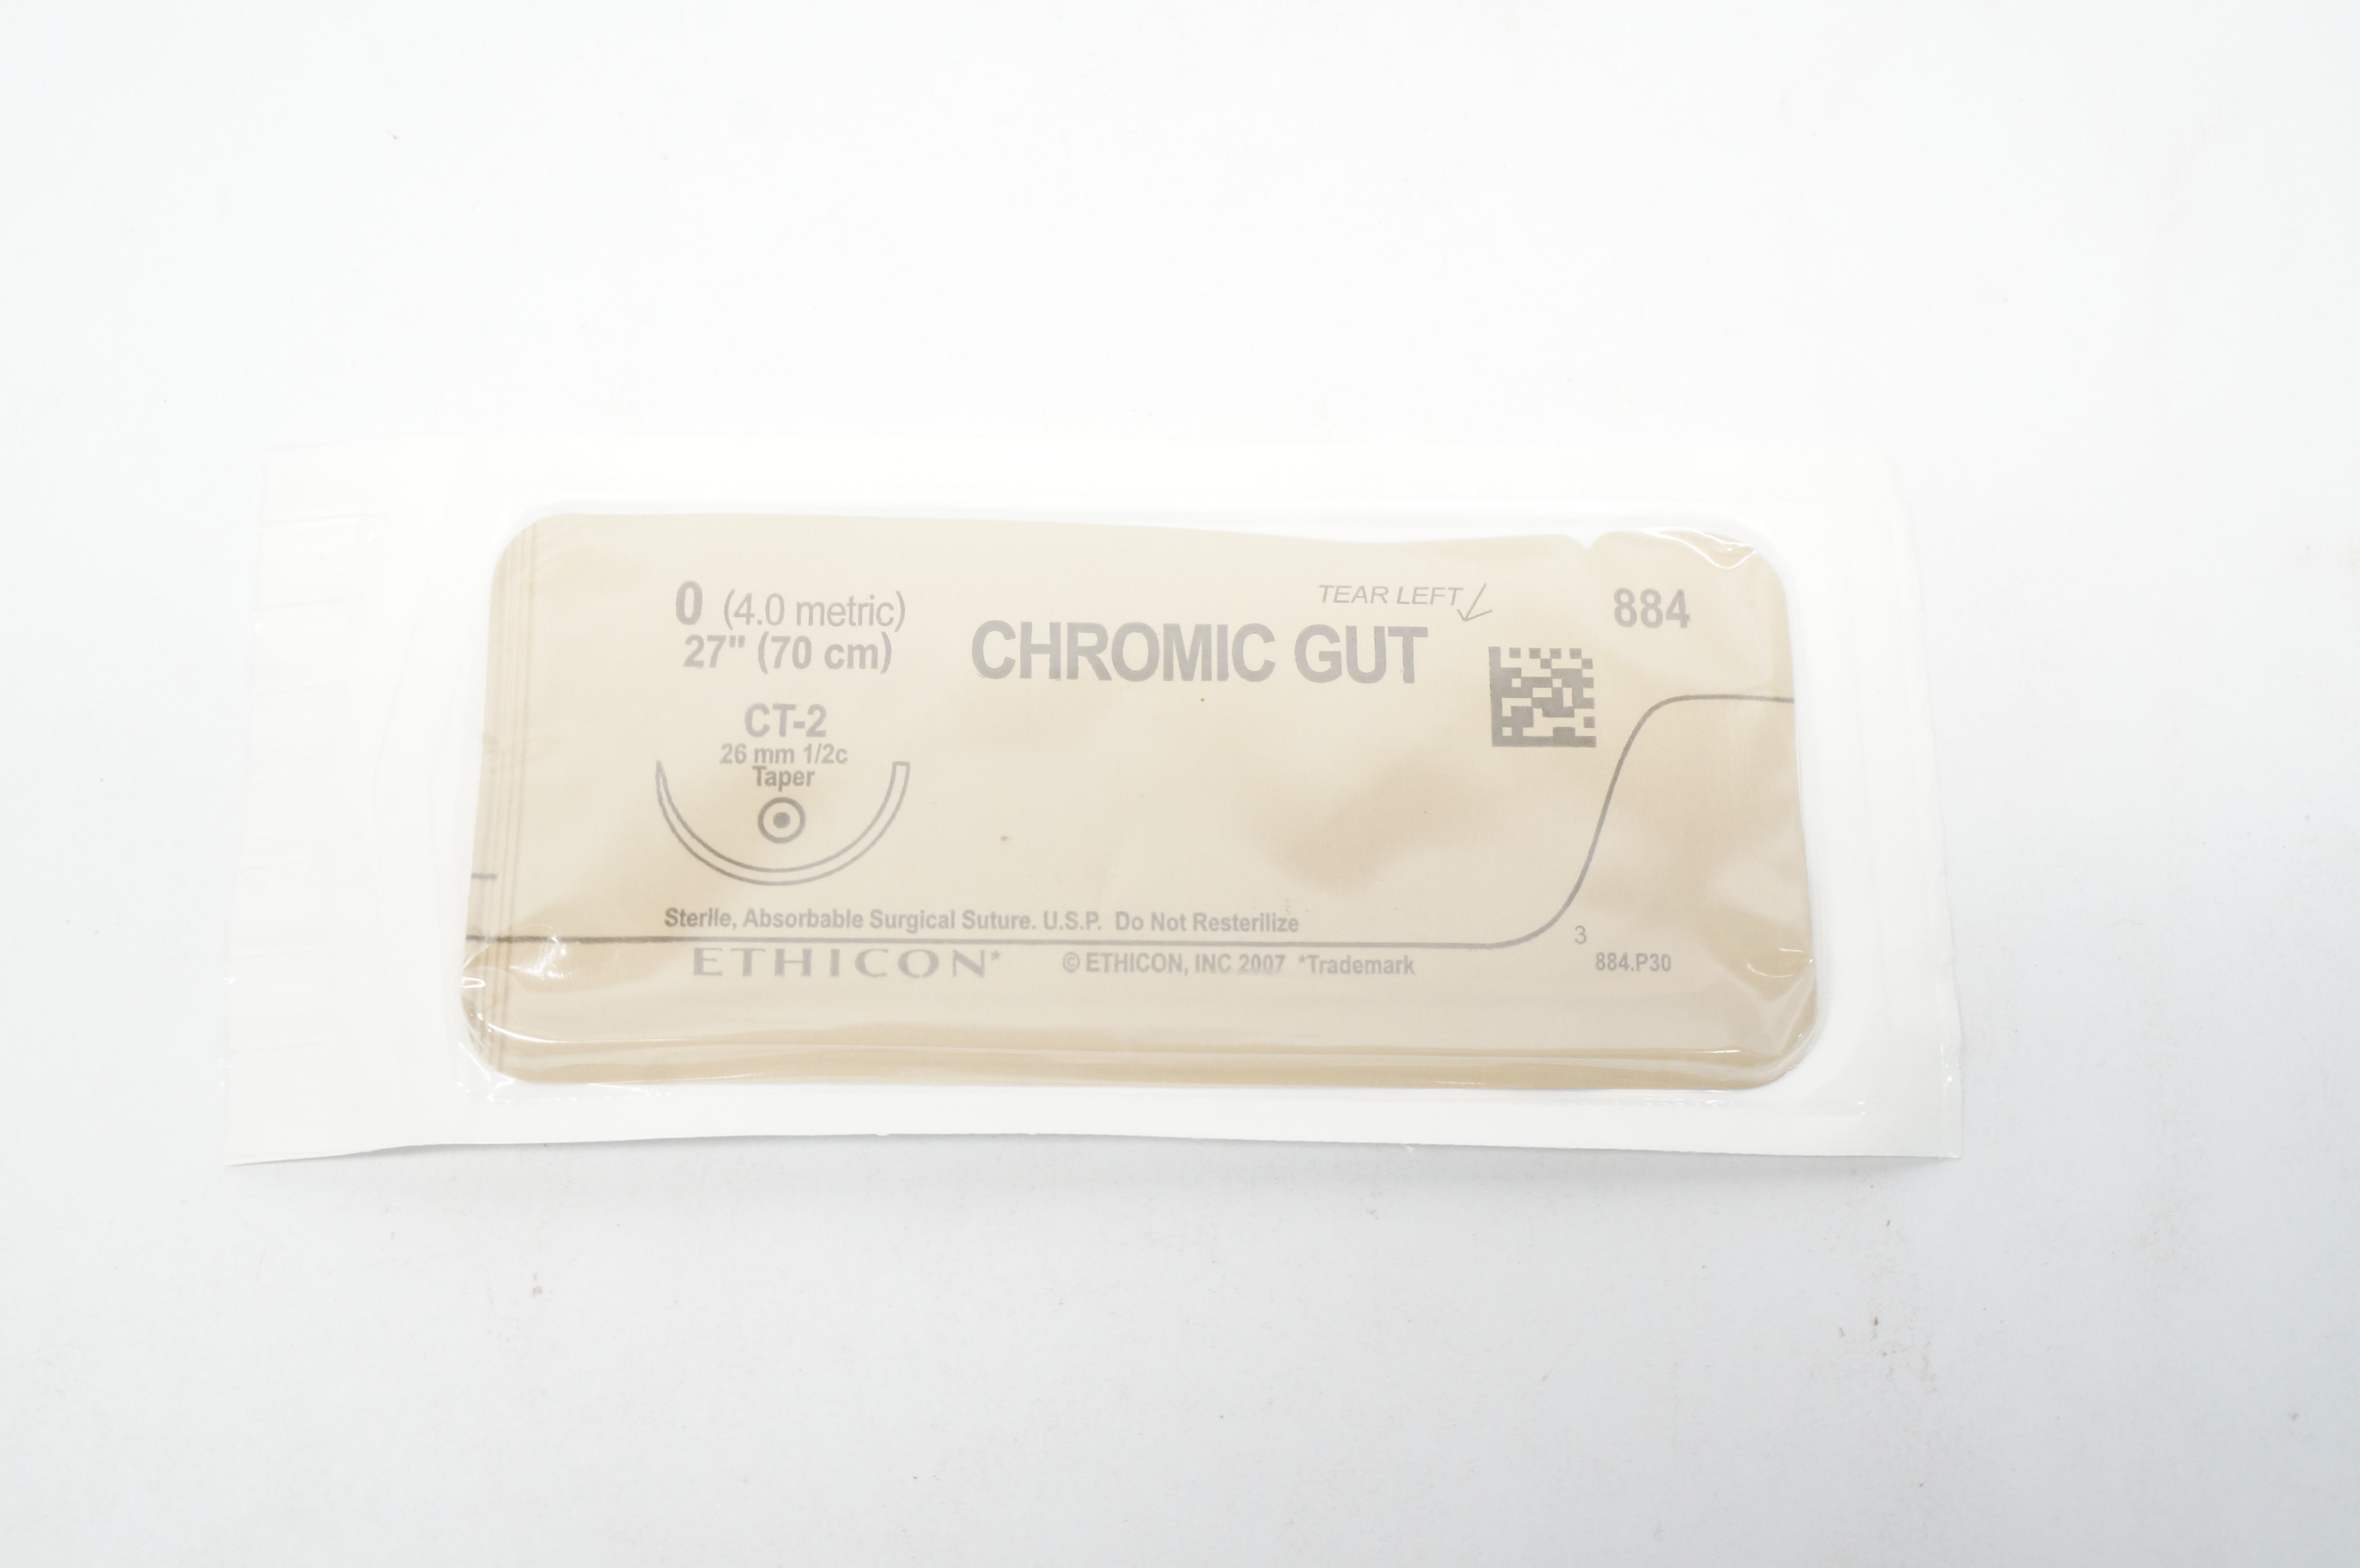 0 (4.0 metric)
27" (70 cm)
CT-2
26 mm 1/2c
Taper
TEAR LEFT
CHROMIC GUT
884
Sterile, Absorbable Surgical Suture. U.S.P. Do Not Resterilize
ETHICON* © ETHICON, INC 2007 *Trademark
3
884.P30